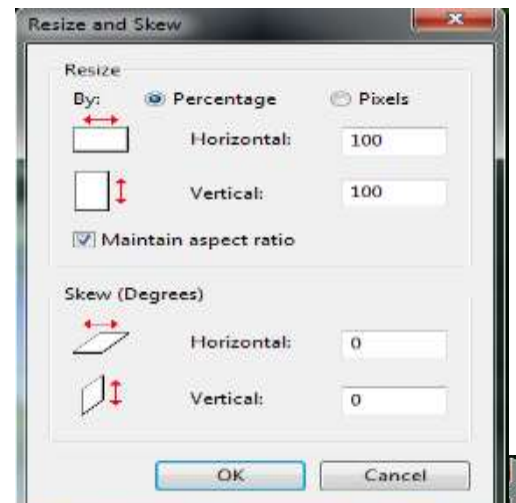 Resize and Skew
Resize
By: Percentage Pixels
Horizontal: 100
Vertical: 100
Maintain aspect ratio
Skew (Degrees)
Horizontal: 0
Vertical: 0
OK Cancel